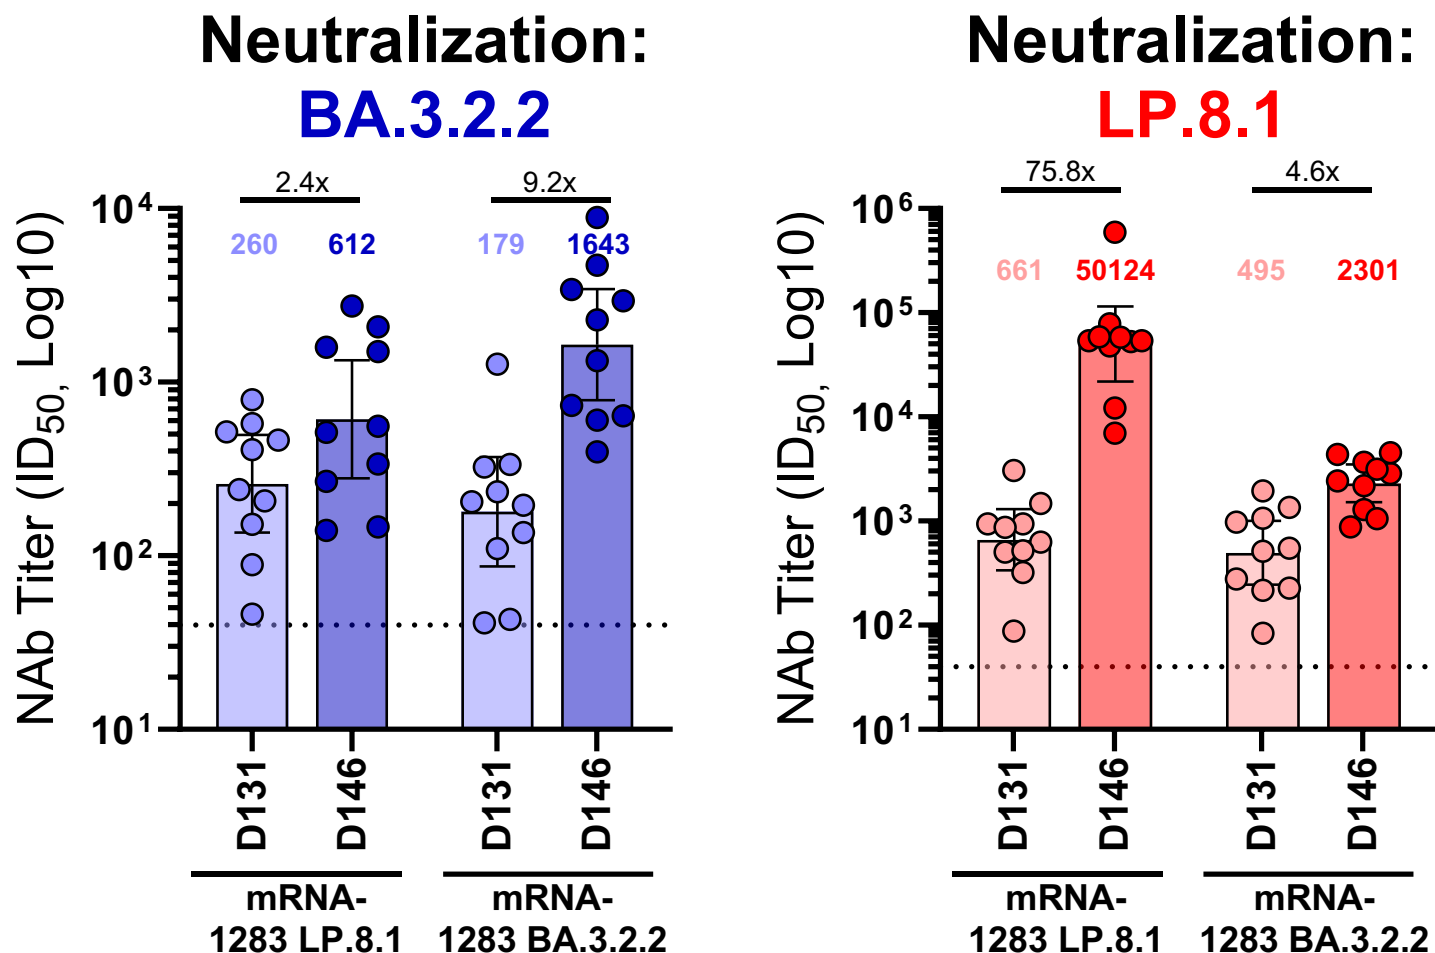 Neutralization:
BA.3.2.2
2.4x
9.2x
260
612
179
1643
NAb Titer (ID50, Log10)
10^4
10^3
10^2
10^1
D131
D146
D131
D146
mRNA-
1283 LP.8.1
mRNA-
1283 BA.3.2.2
Neutralization:
LP.8.1
75.8x
4.6x
661
50124
495
2301
NAb Titer (ID50, Log10)
10^6
10^5
10^4
10^3
10^2
10^1
D131
D146
D131
D146
mRNA-
1283 LP.8.1
mRNA-
1283 BA.3.2.2